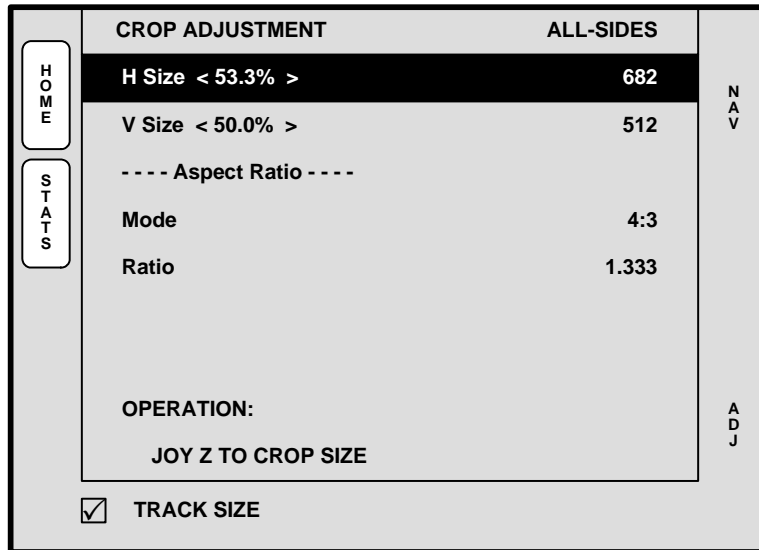 CROP ADJUSTMENT ALL-SIDES
HOME
H Size < 53.3% > 682
NAV
V Size < 50.0% > 512
STATS
- - - - Aspect Ratio - - - -
Mode 4:3
Ratio 1.333
OPERATION:
ADJ
JOY Z TO CROP SIZE
TRACK SIZE